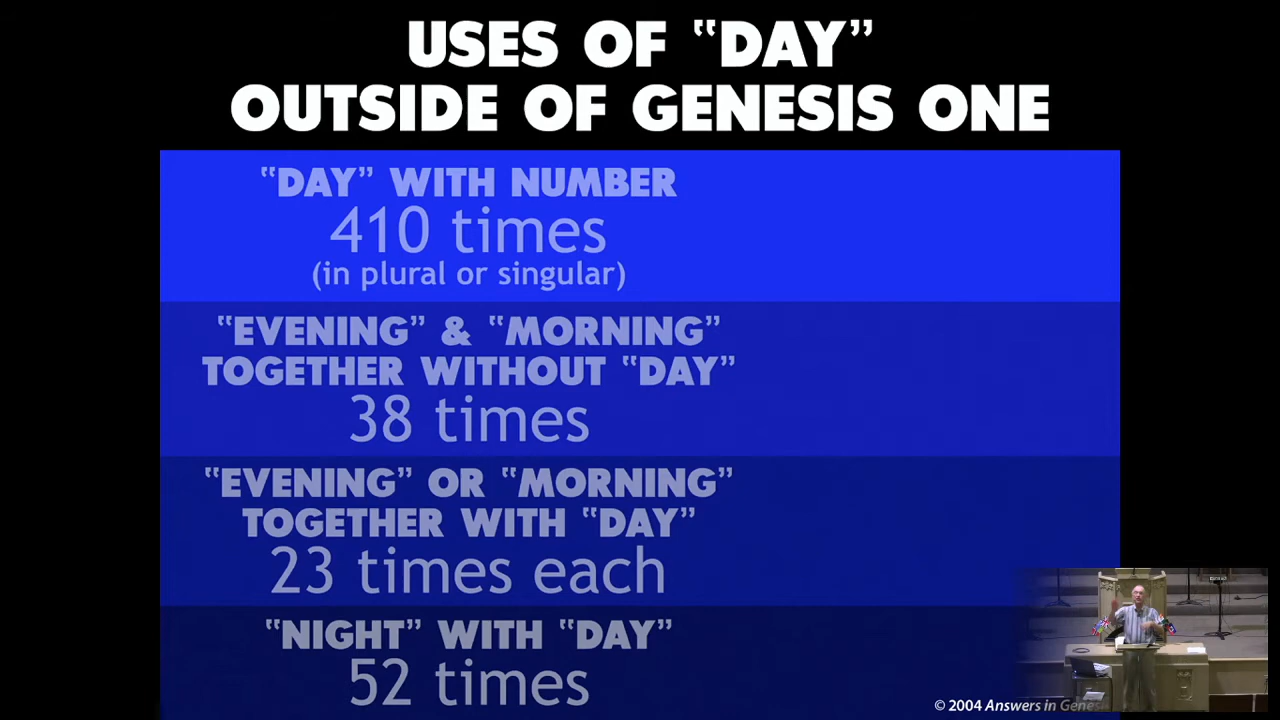 USES OF "DAY"
OUTSIDE OF GENESIS ONE
"DAY" WITH NUMBER
410 times
(in plural or singular)
"EVENING" & "MORNING"
TOGETHER WITHOUT "DAY"
38 times
"EVENING" OR "MORNING"
TOGETHER WITH "DAY"
23 times each
"NIGHT" WITH "DAY"
52 times
© 2004 Answers in Genes